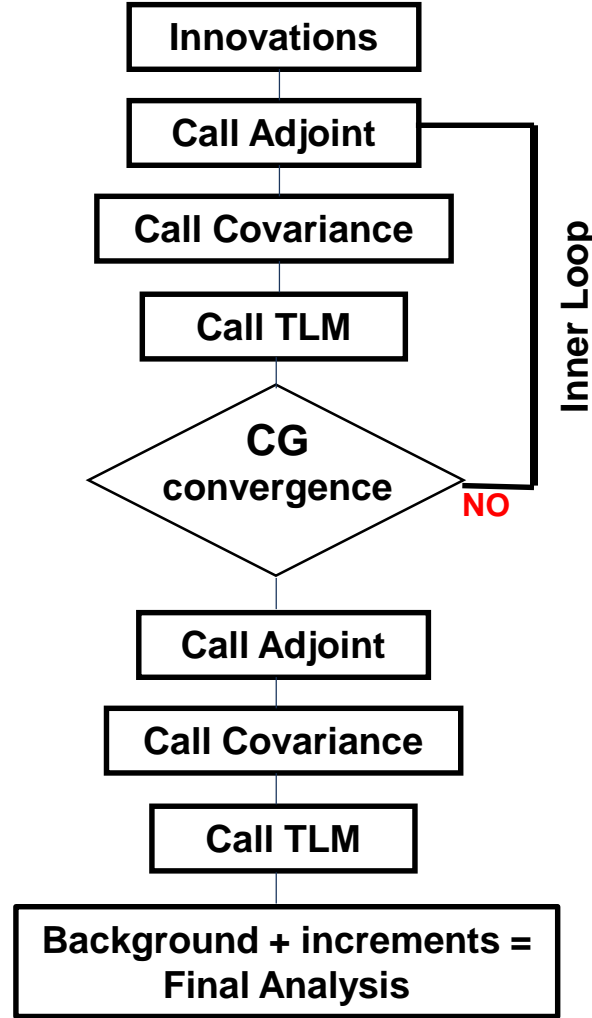 Innovations
Call Adjoint
Call Covariance
Call TLM
Inner Loop
CG
convergence
NO
Call Adjoint
Call Covariance
Call TLM
Background + increments =
Final Analysis